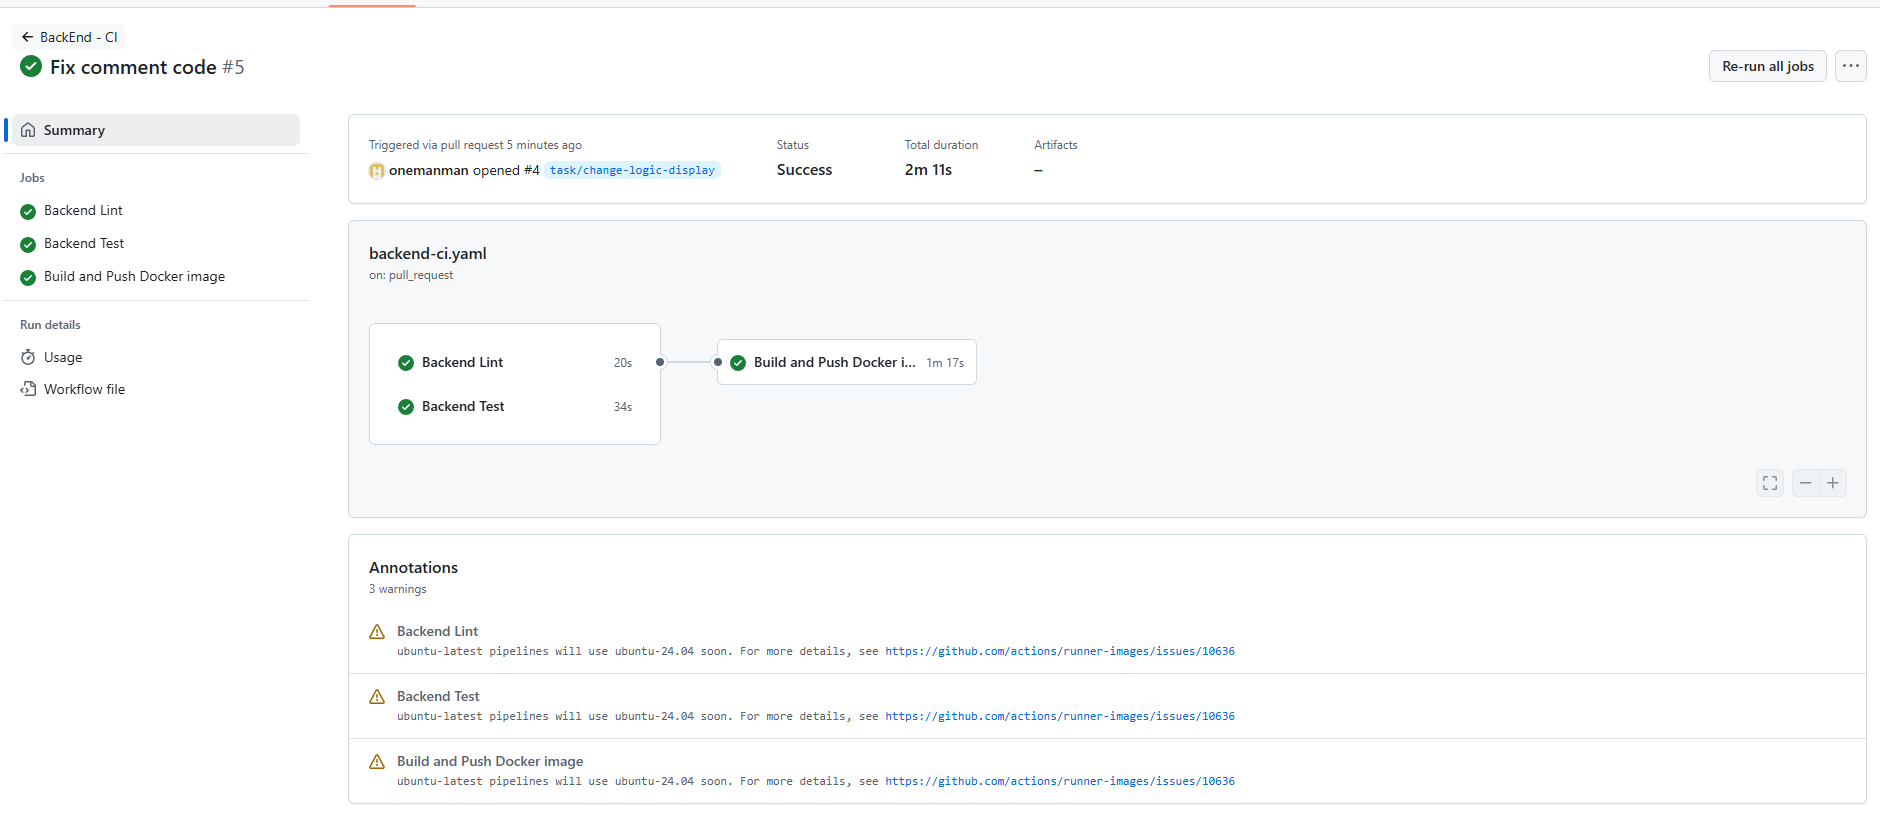 BackEnd - CI
Fix comment code #5
Re-run all jobs
Summary
Jobs
Backend Lint
Backend Test
Build and Push Docker image
Run details
Usage
Workflow file
Triggered via pull request 5 minutes ago
onemanman opened #4 task/change-logic-display
Status
Success
Total duration
2m 11s
Artifacts
–
backend-ci.yaml
on: pull_request
Backend Lint 20s
Backend Test 34s
Build and Push Docker i... 1m 17s
Annotations
3 warnings
Backend Lint
ubuntu-latest pipelines will use ubuntu-24.04 soon. For more details, see https://github.com/actions/runner-images/issues/10636
Backend Test
ubuntu-latest pipelines will use ubuntu-24.04 soon. For more details, see https://github.com/actions/runner-images/issues/10636
Build and Push Docker image
ubuntu-latest pipelines will use ubuntu-24.04 soon. For more details, see https://github.com/actions/runner-images/issues/10636